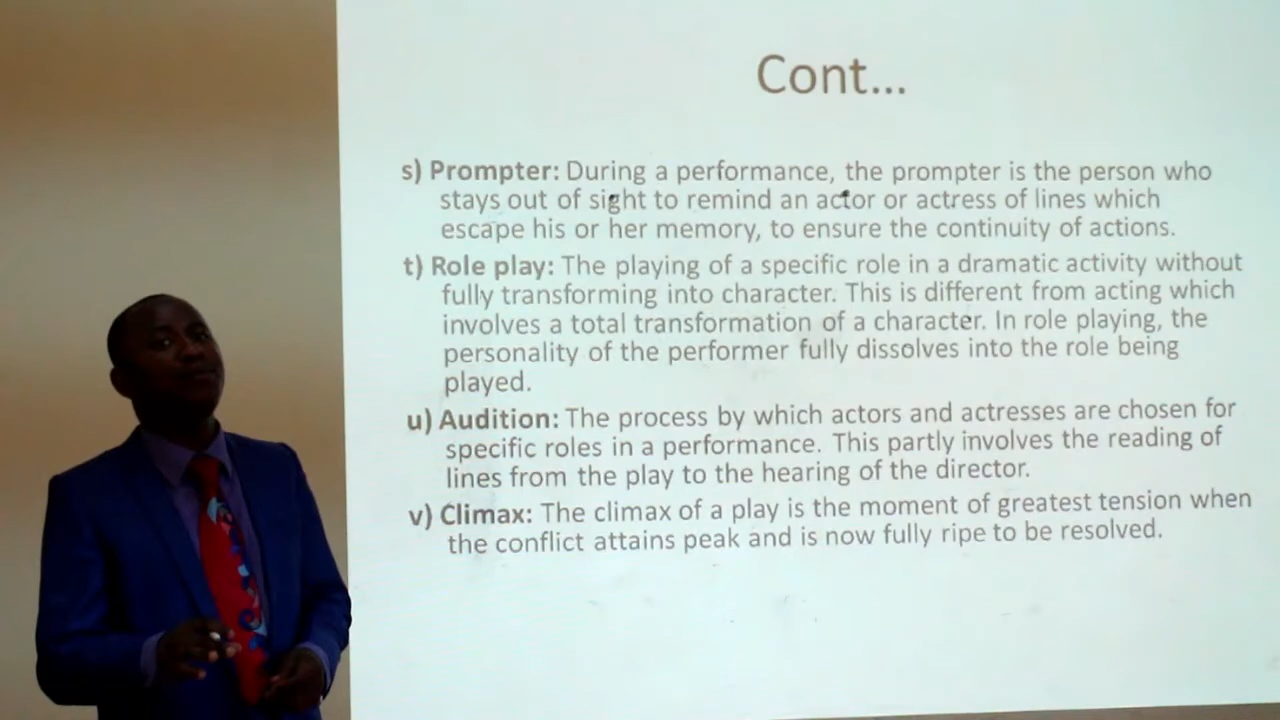 Cont...
s) Prompter: During a performance, the prompter is the person who
stays out of sight to remind an actor or actress of lines which
escape his or her memory, to ensure the continuity of actions.
t) Role play: The playing of a specific role in a dramatic activity without
fully transforming into character. This is different from acting which
involves a total transformation of a character. In role playing, the
personality of the performer fully dissolves into the role being
played.
u) Audition: The process by which actors and actresses are chosen for
specific roles in a performance. This partly involves the reading of
lines from the play to the hearing of the director.
v) Climax: The climax of a play is the moment of greatest tension when
the conflict attains peak and is now fully ripe to be resolved.